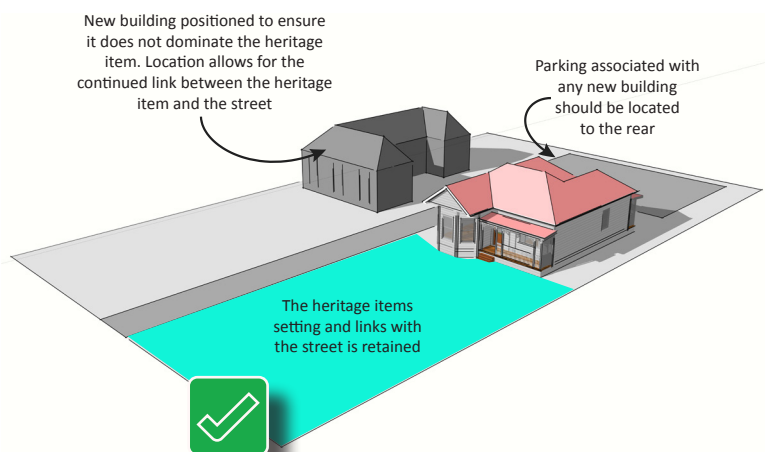 New building positioned to ensure
it does not dominate the heritage
item. Location allows for the
continued link between the heritage
item and the street
Parking associated with
any new building
should be located
to the rear
The heritage items
setting and links with
the street is retained